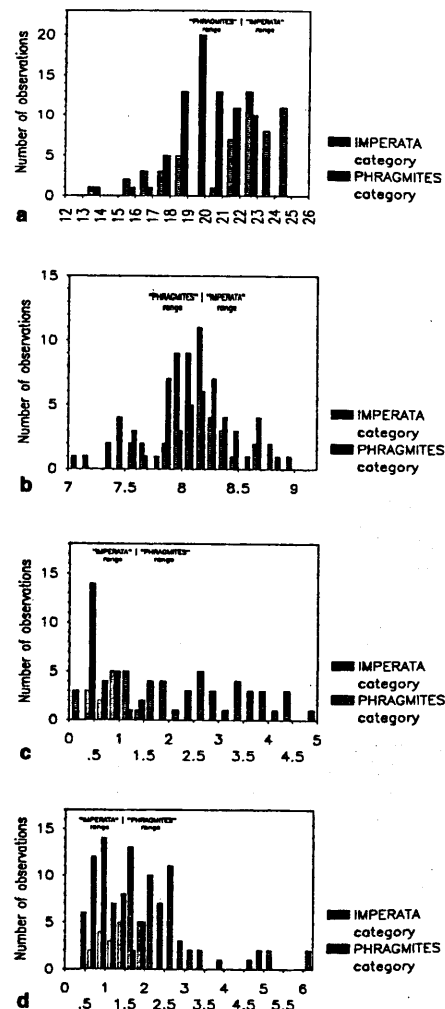 "PHRAGMITES" | "IMPERATA"
range range
20
15
10
5
0
Number of observations
12 13 14 15 16 17 18 19 20 21 22 23 24 25 26
IMPERATA
category
PHRAGMITES
category
a
"PHRAGMITES" | "IMPERATA"
range range
15
10
5
0
Number of observations
7 7.5 8 8.5 9
IMPERATA
category
PHRAGMITES
category
b
"IMPERATA" | "PHRAGMITES"
range range
15
10
5
0
Number of observations
0 1 2 3 4 5
.5 1.5 2.5 3.5 4.5
IMPERATA
category
PHRAGMITES
category
c
"IMPERATA" | "PHRAGMITES"
range range
15
10
5
0
Number of observations
0 1 2 3 4 5 6
.5 1.5 2.5 3.5 4.5 5.5
IMPERATA
category
PHRAGMITES
category
d